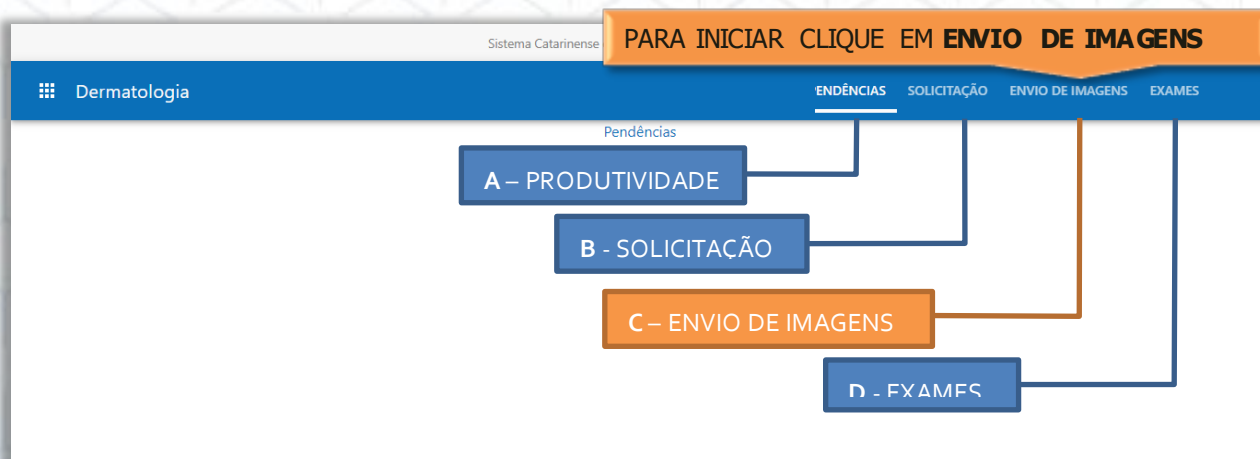 Sistema Catarinense
PARA INICIAR CLIQUE EM ENVIO DE IMAGENS
Dermatologia
ENDÊNCIAS SOLICITAÇÃO ENVIO DE IMAGENS EXAMES
Pendências
A – PRODUTIVIDADE
B - SOLICITAÇÃO
C – ENVIO DE IMAGENS
D - EXAMES